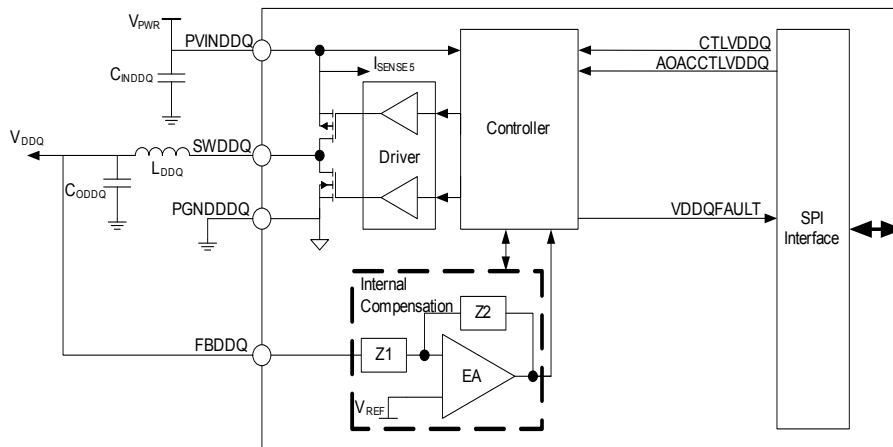 VPWR
PVINDDQ
CTLVDDQ
ISENSE5
AOACCTLVDDQ
CINDDQ
Controller
VDDQ
SWDDQ
Driver
LDDQ
CODDQ
PGNDDDQ
VDDQFAULT
SPI
Interface
Internal
Compensation
Z2
FBDDQ
Z1
EA
VREF